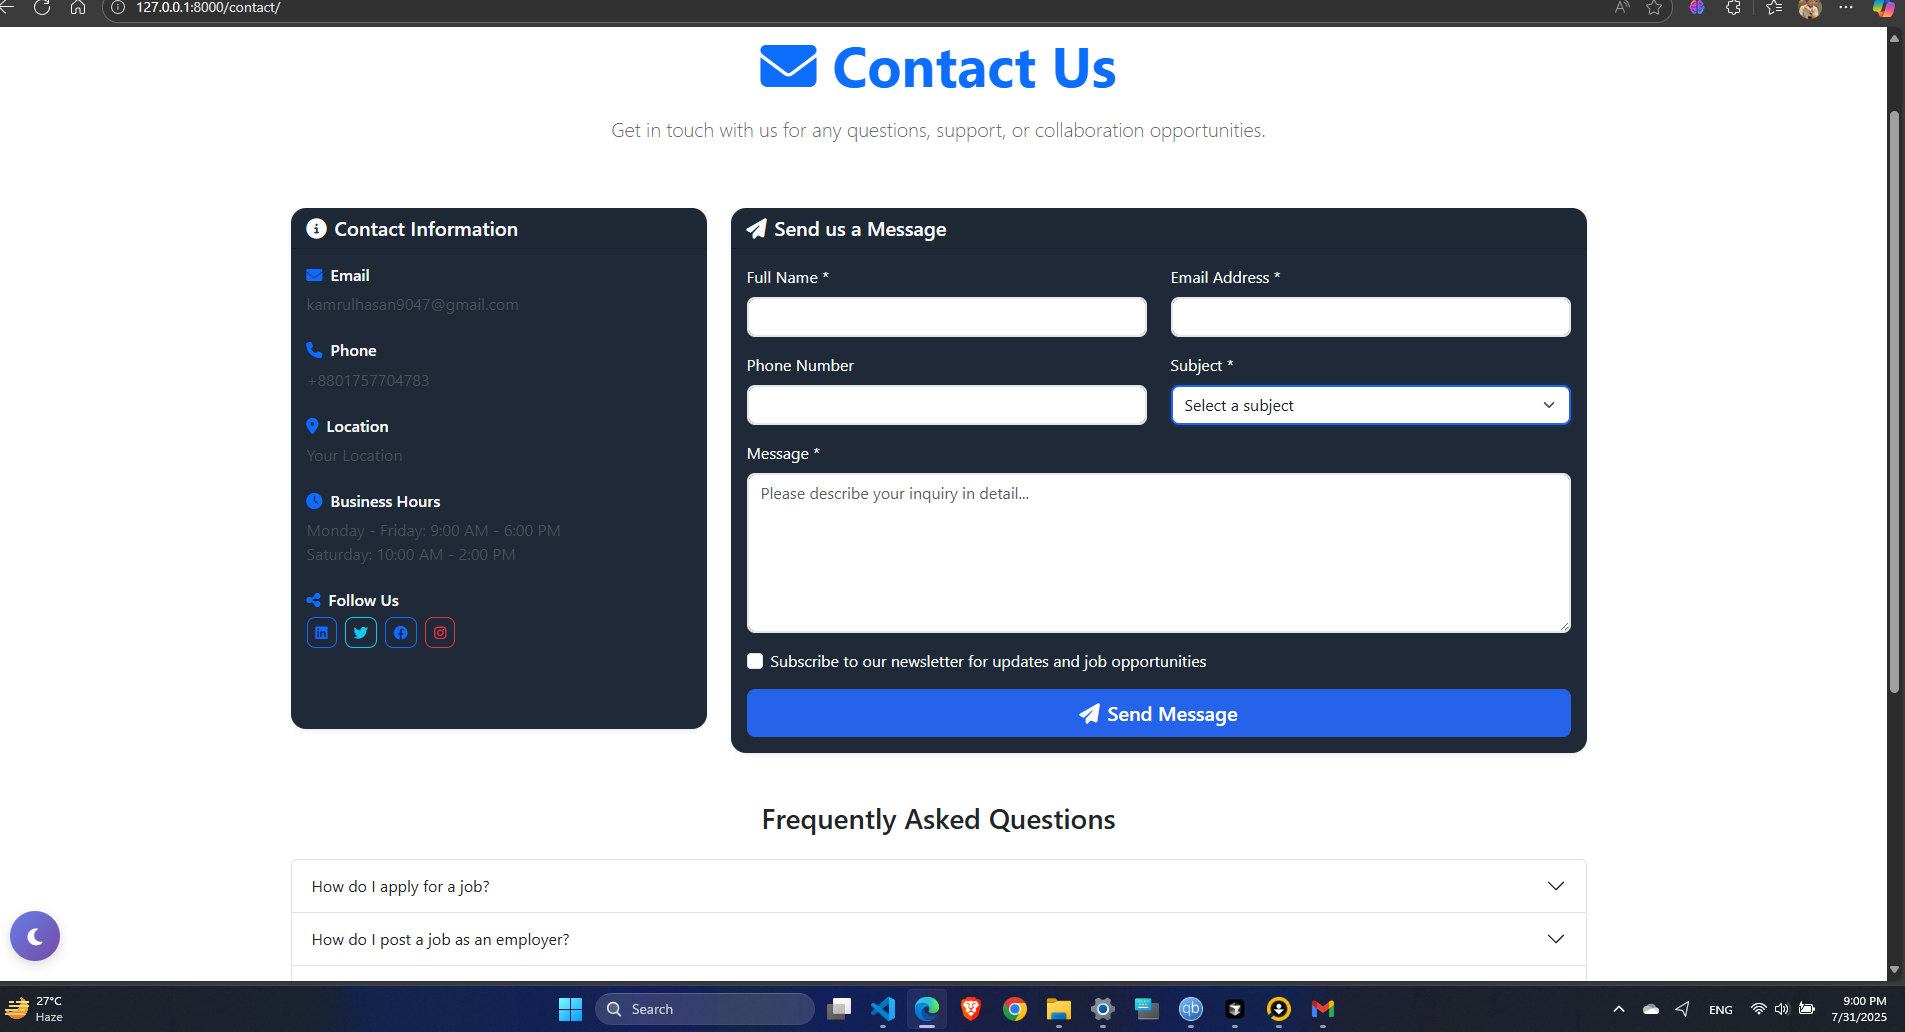 127.0.0.1:8000/contact/
Contact Us
Get in touch with us for any questions, support, or collaboration opportunities.
Contact Information
Email
kamrulhasan9047@gmail.com
Phone
+8801757704783
Location
Your Location
Business Hours
Monday - Friday: 9:00 AM - 6:00 PM
Saturday: 10:00 AM - 2:00 PM
Follow Us
Send us a Message
Full Name *
Email Address *
Phone Number
Subject *
Select a subject
Message *
Please describe your inquiry in detail...
Subscribe to our newsletter for updates and job opportunities
Send Message
Frequently Asked Questions
How do I apply for a job?
How do I post a job as an employer?
27°C
Haze
Search
qb
ENG
9:00 PM
7/31/2025